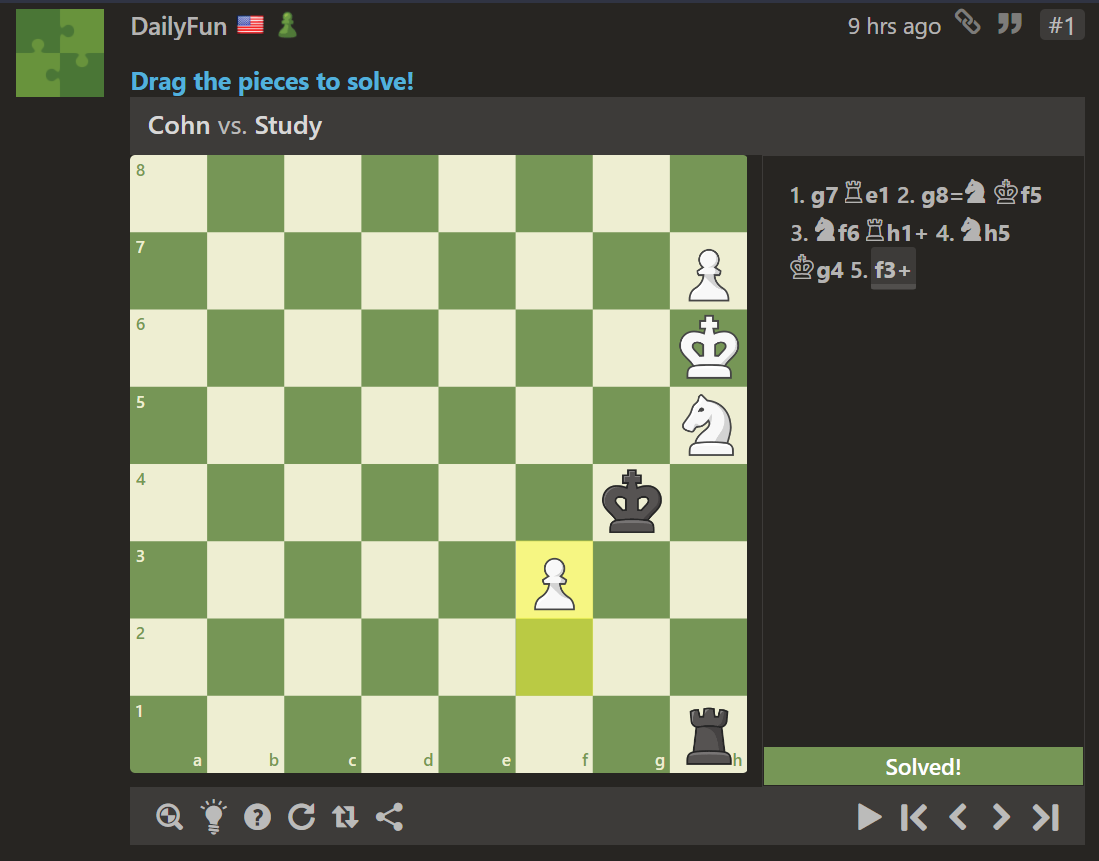 DailyFun
9 hrs ago #1
Drag the pieces to solve!
Cohn vs. Study
8
7
6
5
4
3
2
1
a b c d e f g h
1. g7 ♖e1 2. g8=♞ ♔f5
3. ♞f6 ♖h1+ 4. ♞h5
♔g4 5. f3+
Solved!
?